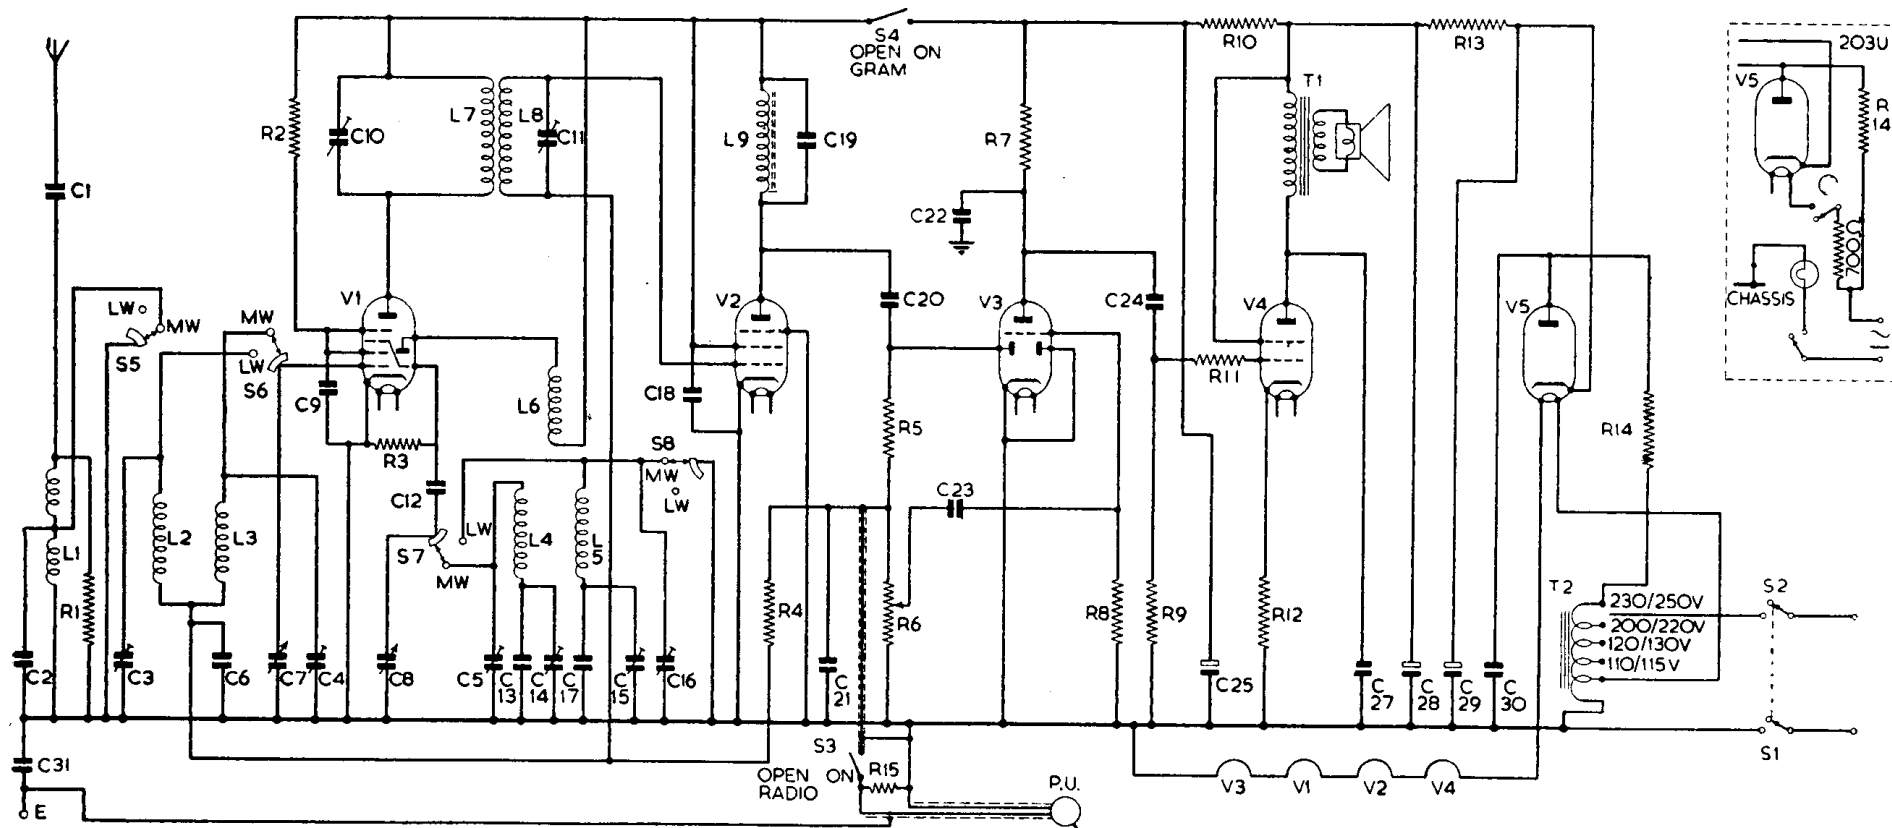 S4
OPEN ON
GRAM
R10
R13
203U
V5
R
14
700Ω
CHASSIS
C1
R2
C10
L7
L8
C11
L9
C19
R7
C22
T1
V1
V2
C20
V3
C24
V4
V5
LW
MW
S5
MW
LW
S6
C9
L6
C18
R11
R3
R5
S8
MW
LW
C12
C23
R14
L1
R1
L2
L3
S7
LW
MW
L4
L
5
R4
R6
R8
R9
R12
T2
230/250V
200/220V
120/130V
110/115V
S2
C2
C3
C6
C7
C4
C8
C5
C
13
C
14
C
17
C
15
C16
C
21
C25
C
27
C
28
C
29
C
30
S1
C31
S3
OPEN ON
RADIO
R15
P.U.
V3
V1
V2
V4
E